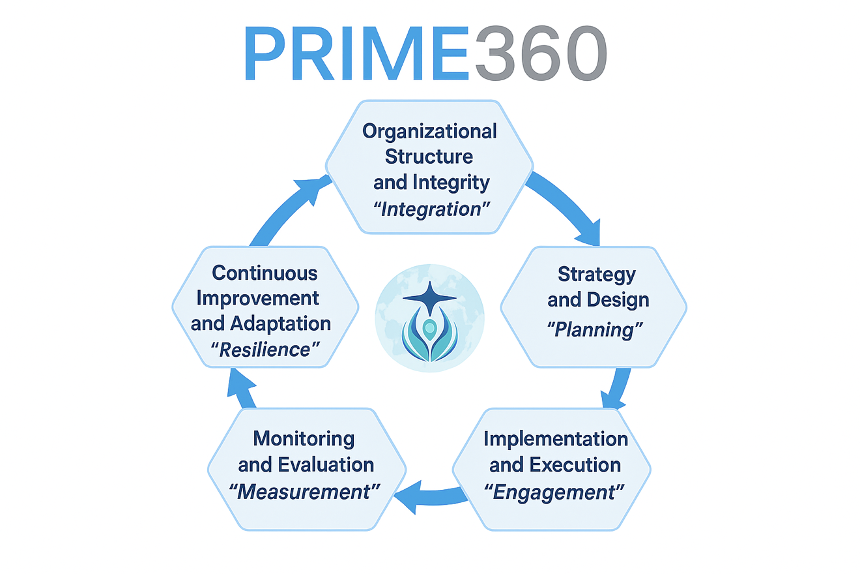 PRIME360
Organizational
Structure
and Integrity
“Integration”
Strategy
and Design
“Planning”
Implementation
and Execution
“Engagement”
Monitoring
and Evaluation
“Measurement”
Continuous
Improvement
and Adaptation
“Resilience”